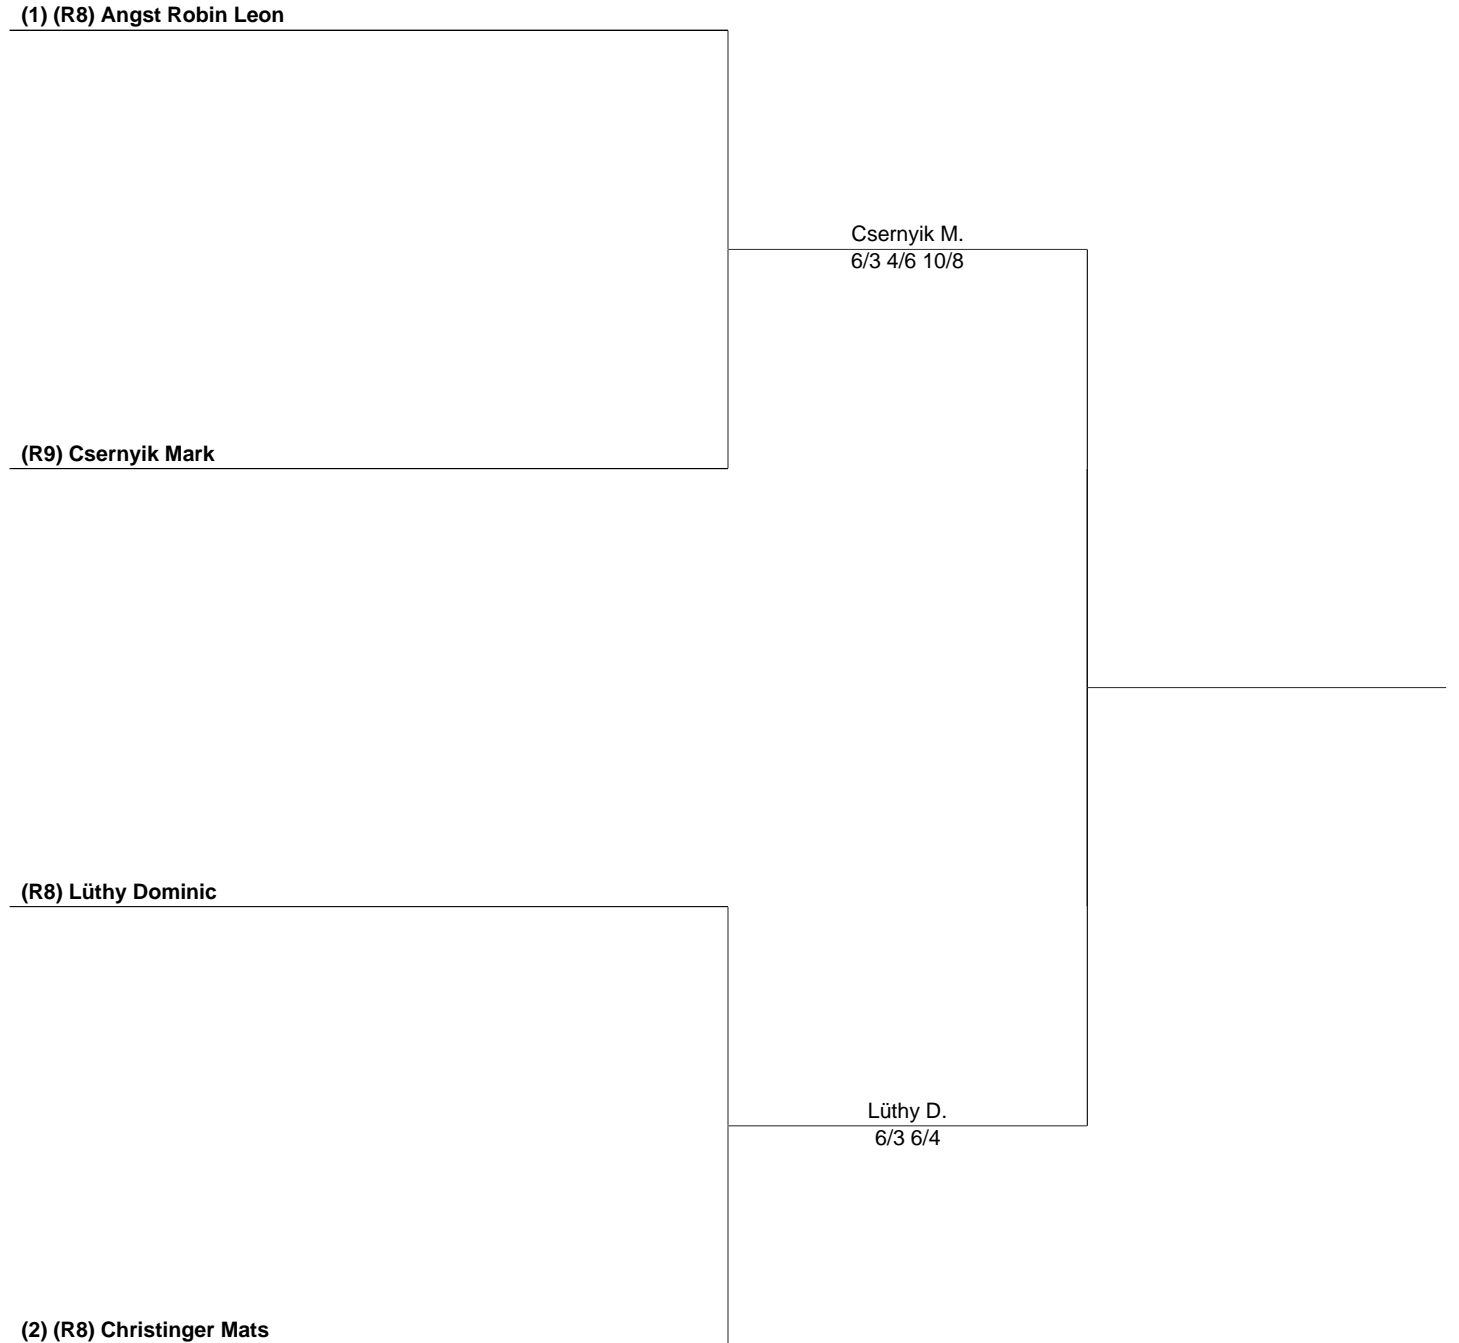 (1) (R8) Angst Robin Leon
Csernyik M.
6/3 4/6 10/8
(R9) Csernyik Mark
(R8) Lüthy Dominic
Lüthy D.
6/3 6/4
(2) (R8) Christinger Mats